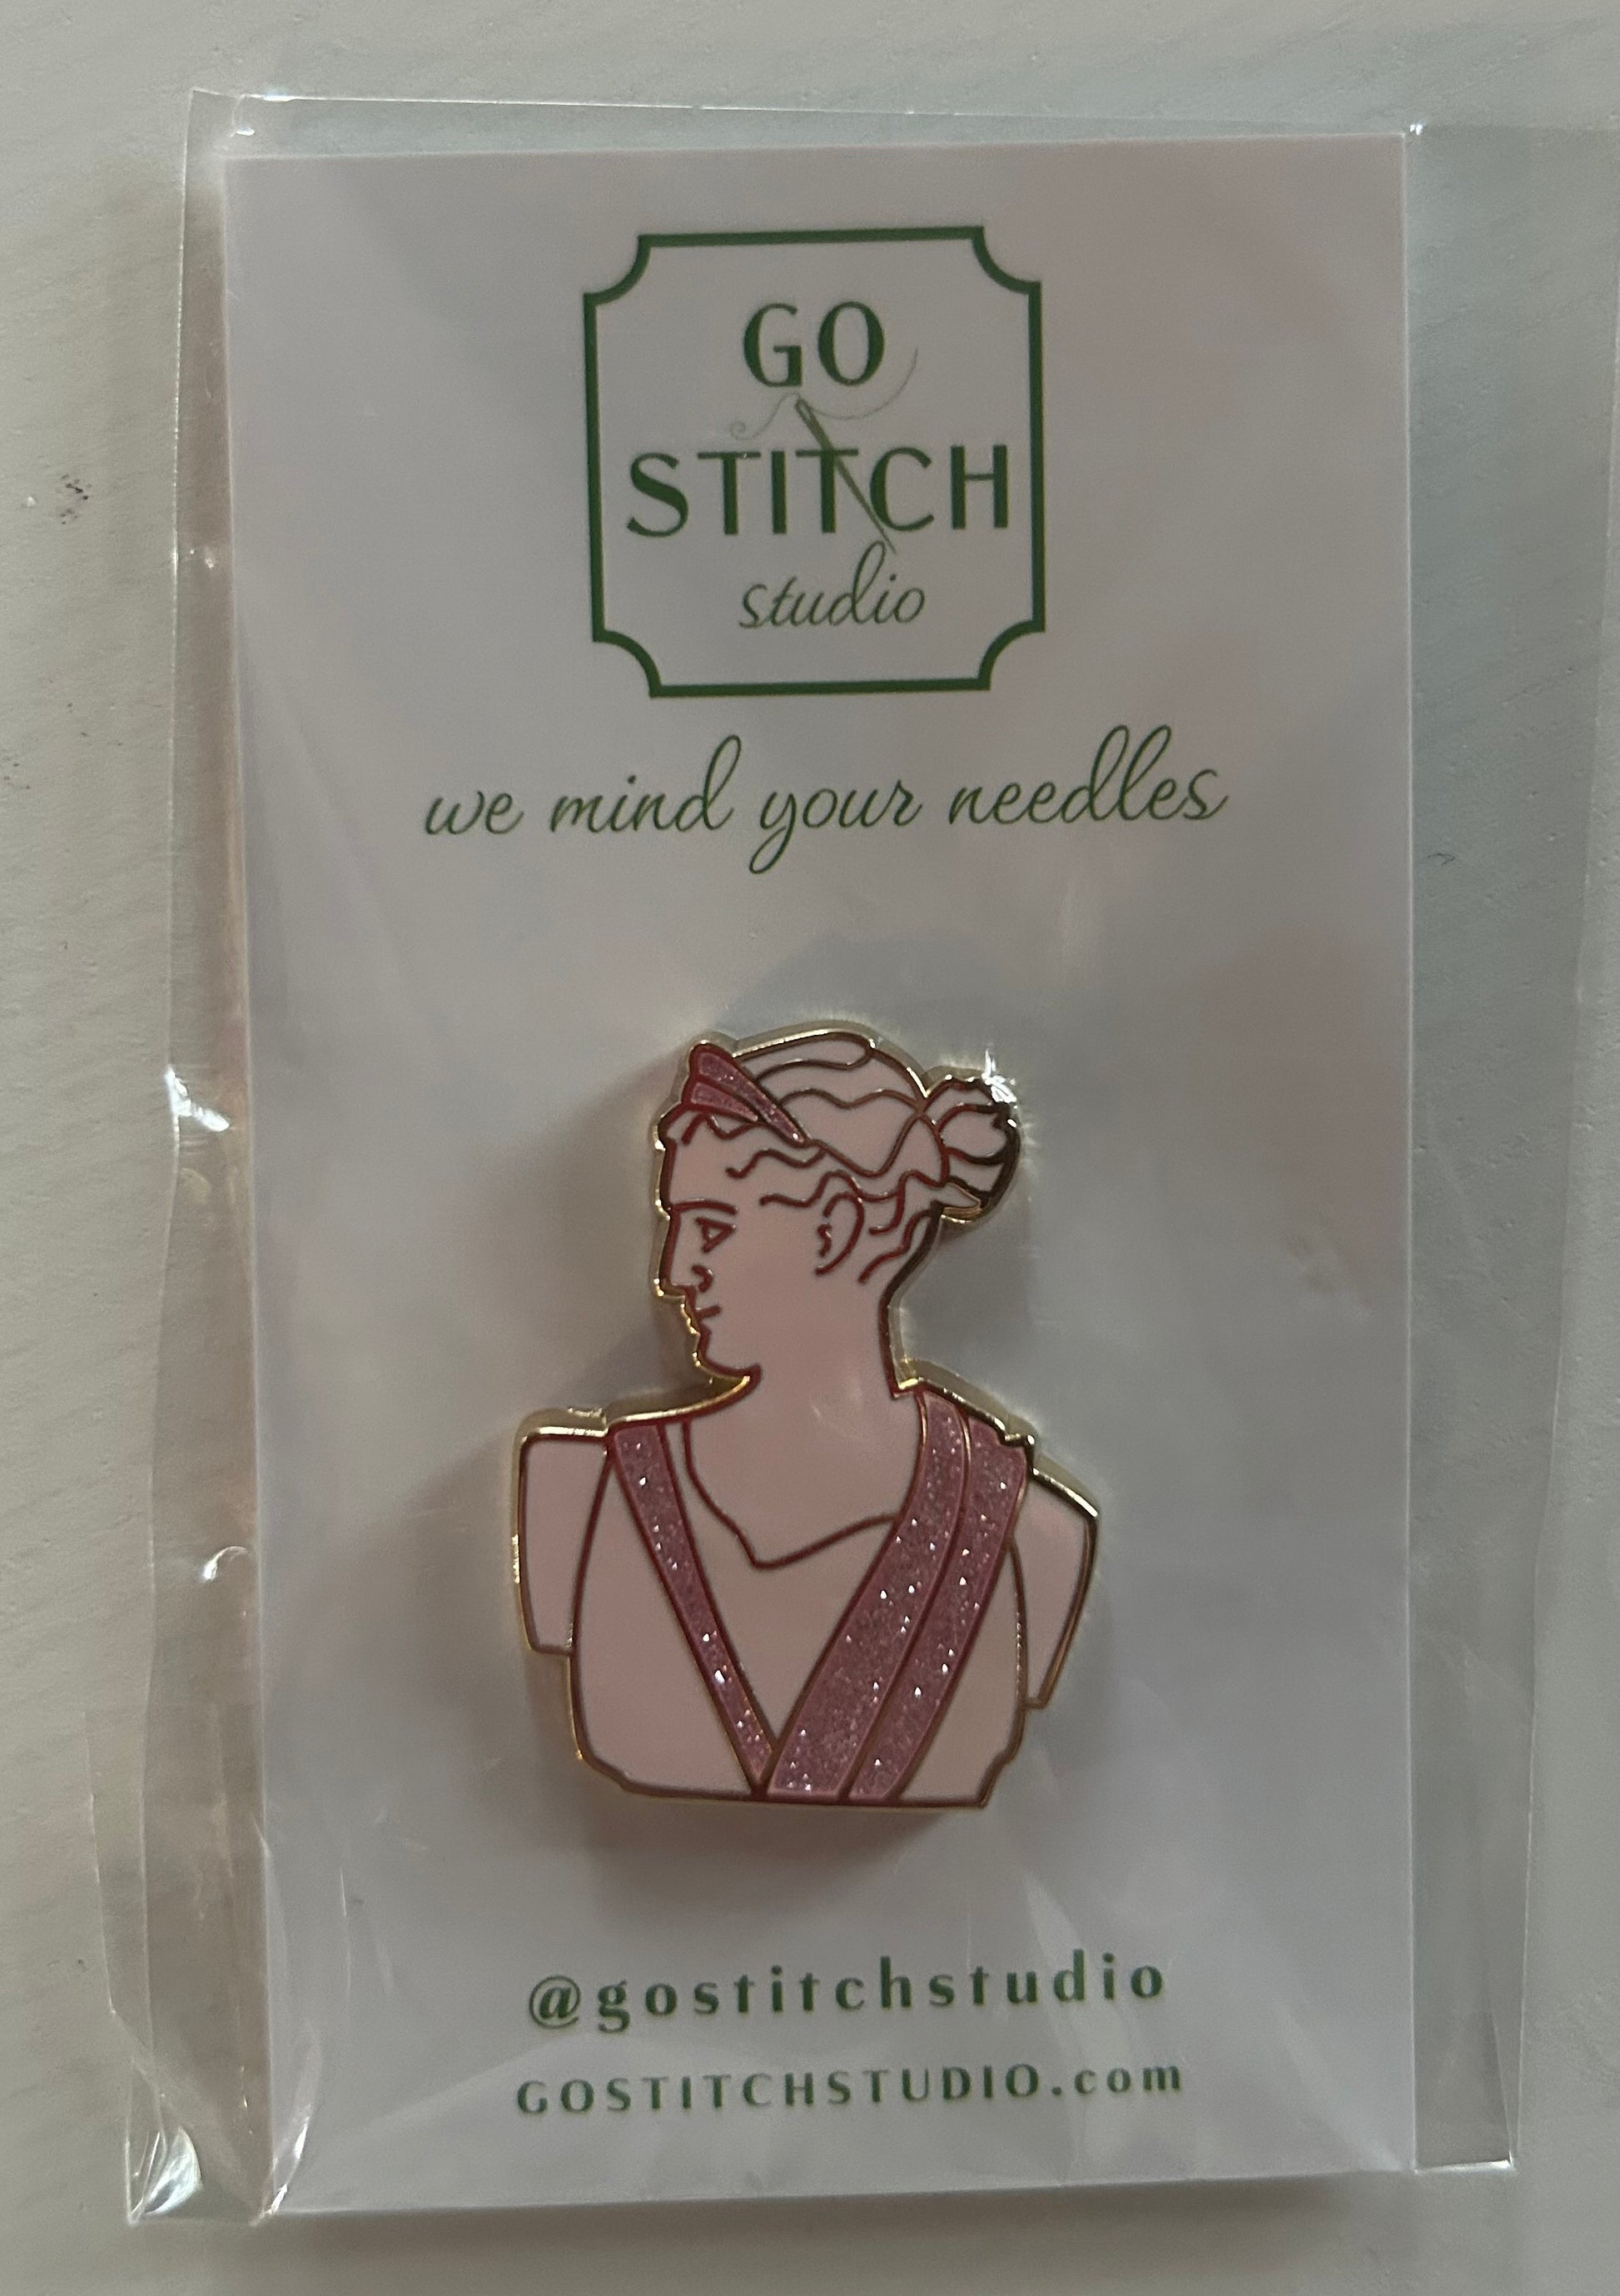 GO
STITCH
studio
we mind your needles
@gostitchstudio
GOSTITCHSTUDIO.com